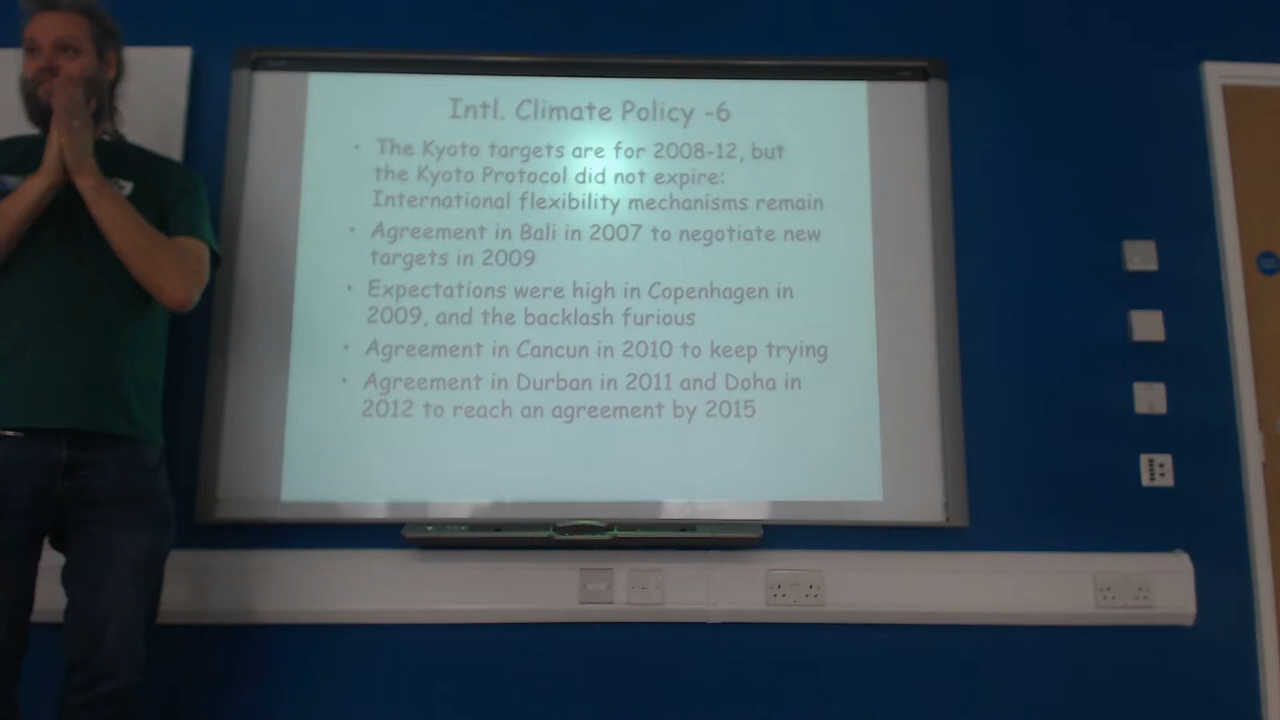 Intl. Climate Policy -6
• The Kyoto targets are for 2008-12, but
the Kyoto Protocol did not expire:
International flexibility mechanisms remain
• Agreement in Bali in 2007 to negotiate new
targets in 2009
• Expectations were high in Copenhagen in
2009, and the backlash furious
• Agreement in Cancun in 2010 to keep trying
• Agreement in Durban in 2011 and Doha in
2012 to reach an agreement by 2015